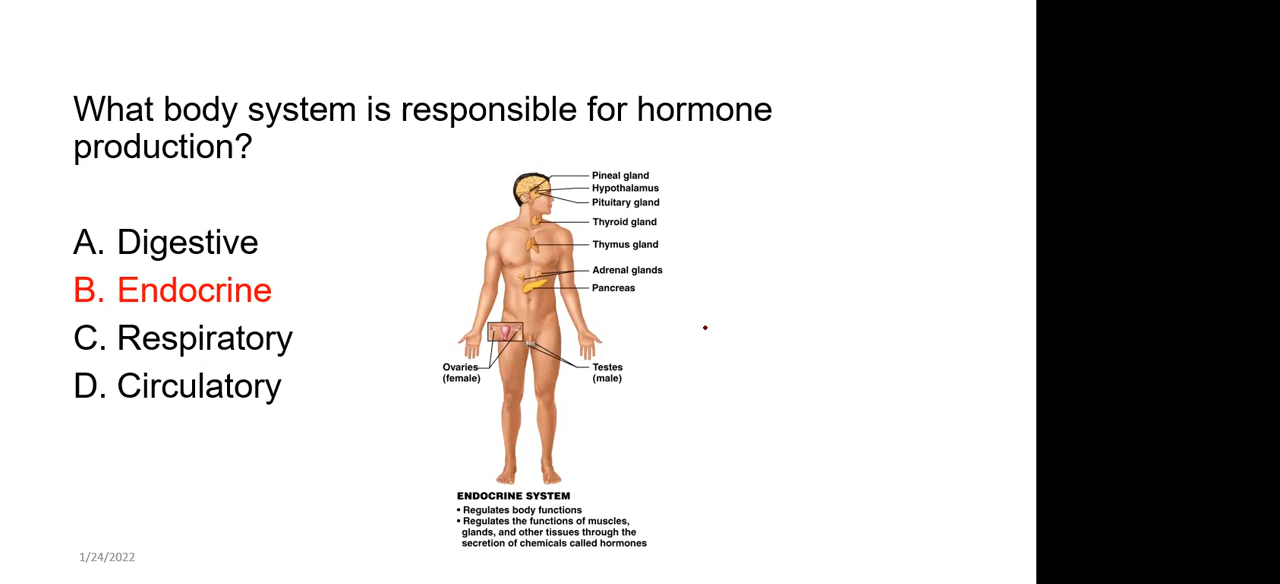 What body system is responsible for hormone
production?
A. Digestive
B. Endocrine
C. Respiratory
D. Circulatory
Pineal gland
Hypothalamus
Pituitary gland
Thyroid gland
Thymus gland
Adrenal glands
Pancreas
Ovaries
(female)
Testes
(male)
ENDOCRINE SYSTEM
• Regulates body functions
• Regulates the functions of muscles,
glands, and other tissues through the
secretion of chemicals called hormones
1/24/2022